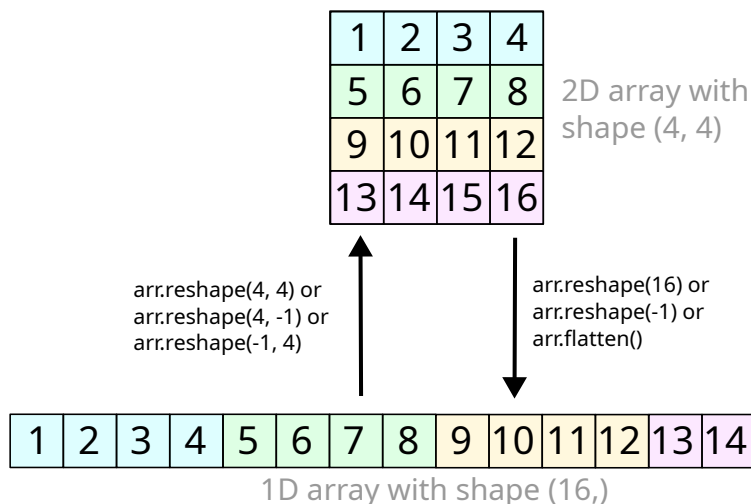 1 2 3 4
5 6 7 8
9 10 11 12
13 14 15 16
2D array with
shape (4, 4)
arr.reshape(4, 4) or
arr.reshape(4, -1) or
arr.reshape(-1, 4)
arr.reshape(16) or
arr.reshape(-1) or
arr.flatten()
1 2 3 4 5 6 7 8 9 10 11 12 13 14
1D array with shape (16,)